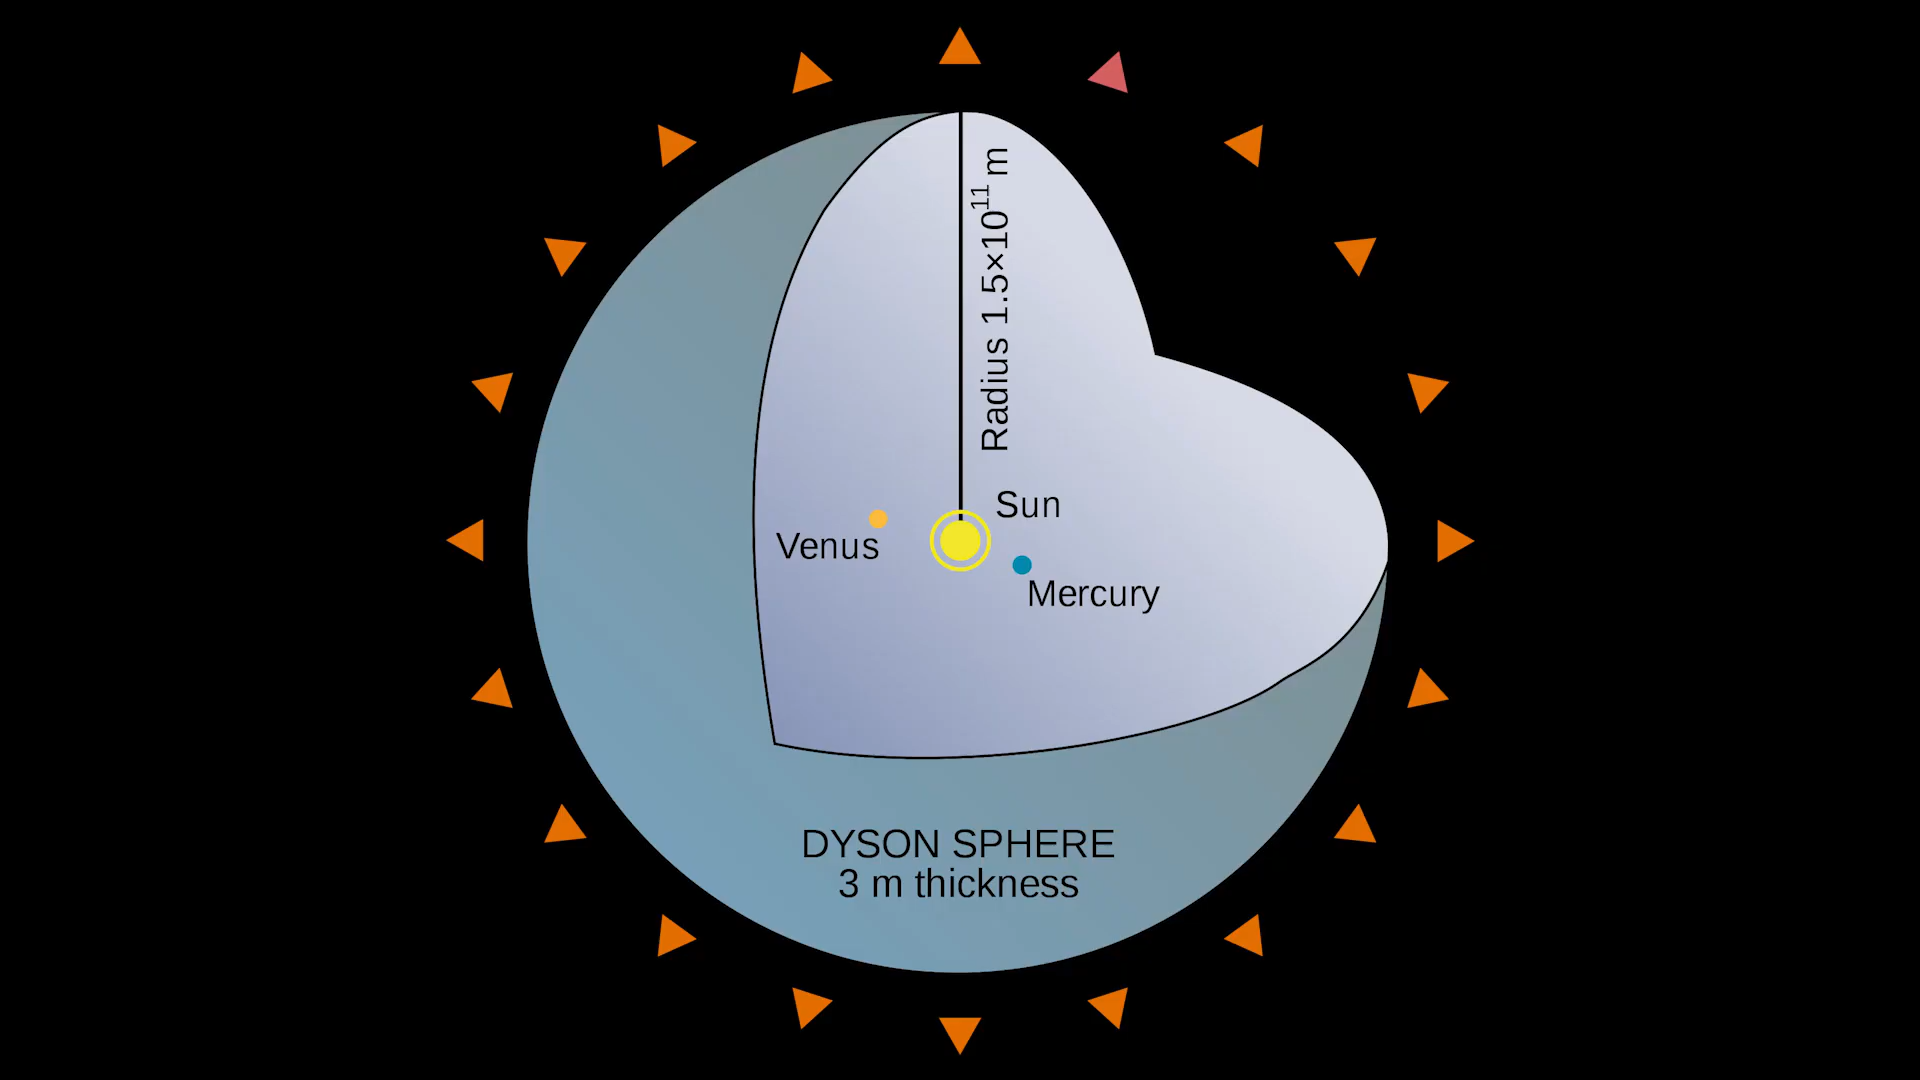 Radius 1.5×10¹¹ m
Sun
Venus
Mercury
DYSON SPHERE
3 m thickness